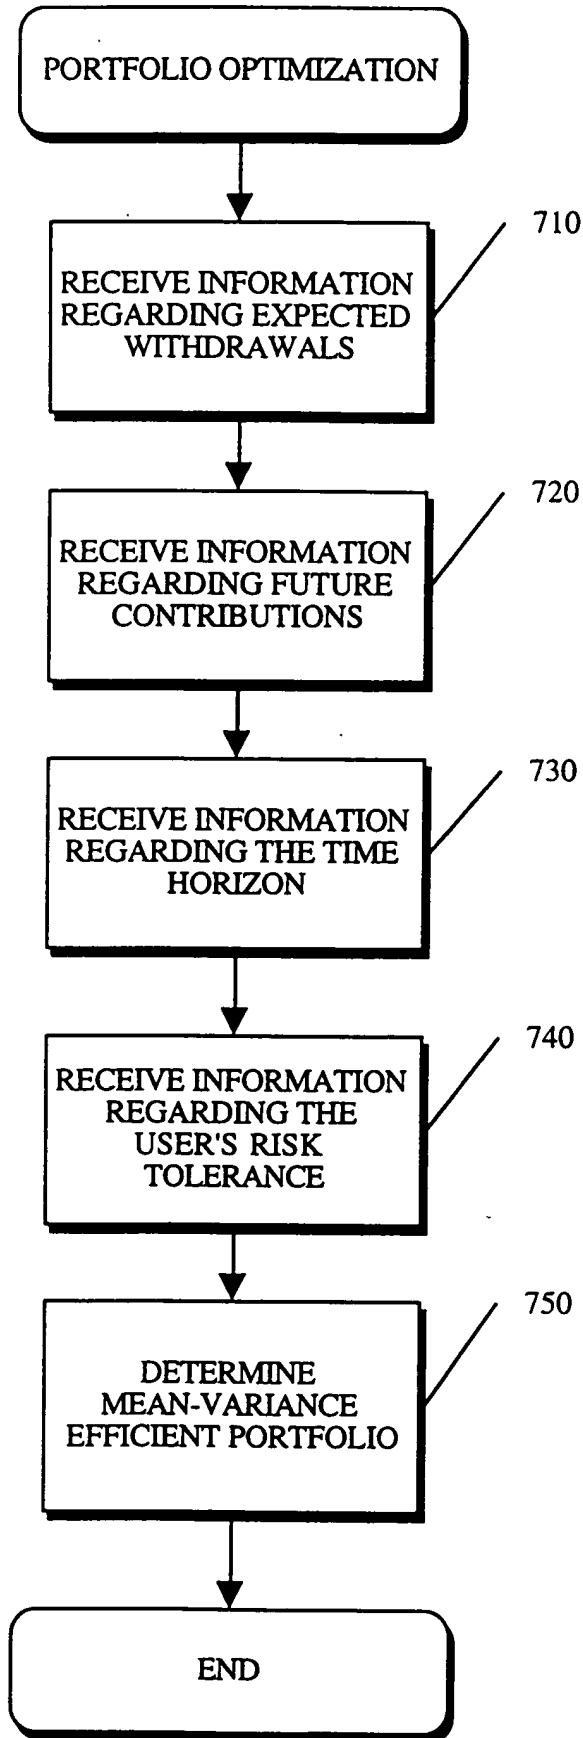 PORTFOLIO OPTIMIZATION
710
RECEIVE INFORMATION
REGARDING EXPECTED
WITHDRAWALS
720
RECEIVE INFORMATION
REGARDING FUTURE
CONTRIBUTIONS
730
RECEIVE INFORMATION
REGARDING THE TIME
HORIZON
740
RECEIVE INFORMATION
REGARDING THE
USER'S RISK
TOLERANCE
750
DETERMINE
MEAN-VARIANCE
EFFICIENT PORTFOLIO
END